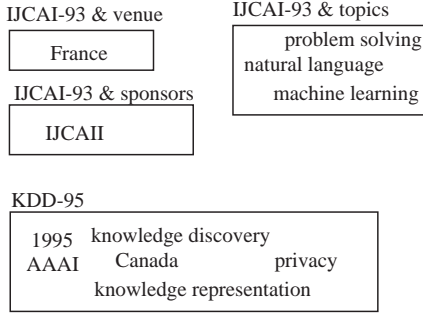 IJCAI-93 & venue
France
IJCAI-93 & topics
problem solving
natural language
machine learning
IJCAI-93 & sponsors
IJCAII
KDD-95
1995 knowledge discovery
AAAI Canada privacy
knowledge representation